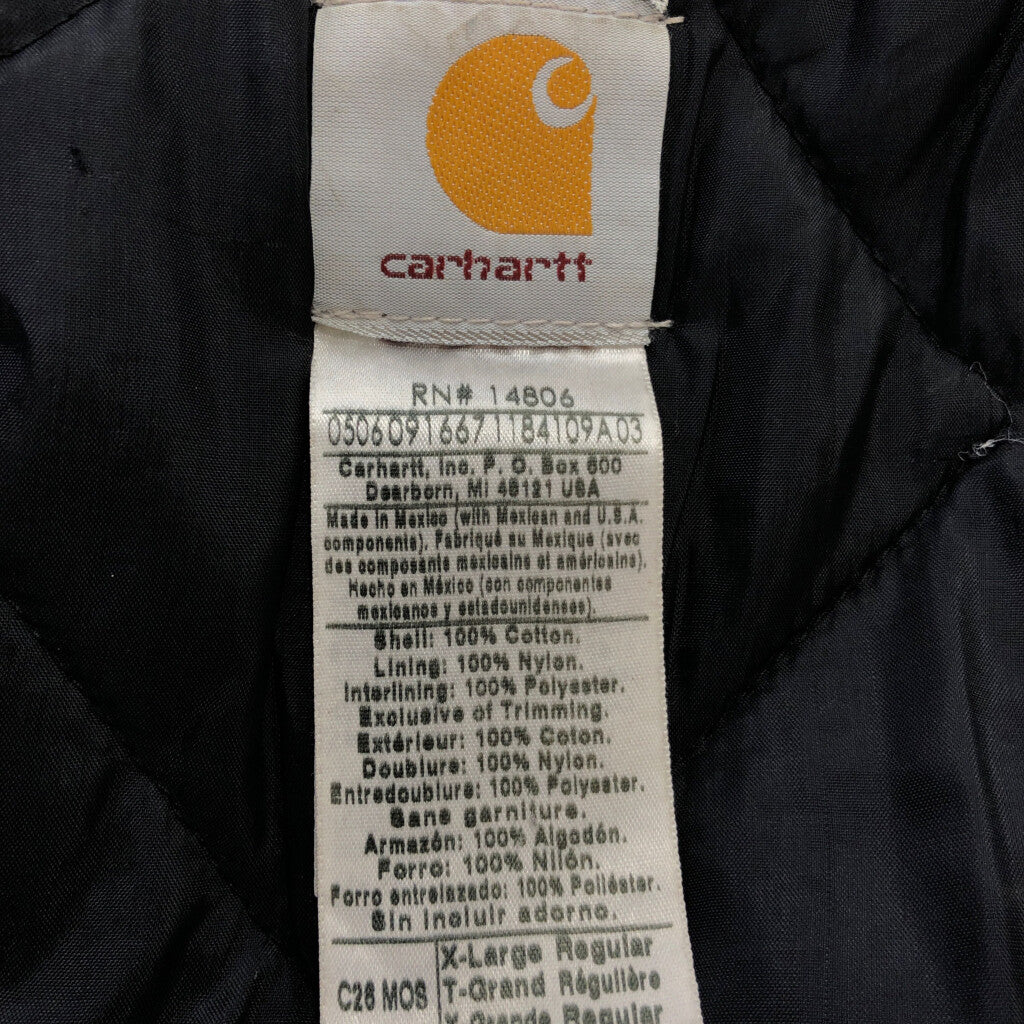 carhartt
RN# 14806
05060916671184109A03
Carhartt, Inc. P. O. Box 600
Dearborn, MI 48121 USA
Made in Mexico (with Mexican and U.S.A.
components). Fabriqué au Mexique (avec
des composants mexicains et américains).
Hecho en México (con componentes
mexicanos y estadounidenses).
Shell: 100% Cotton.
Lining: 100% Nylon.
Interlining: 100% Polyester.
Exclusive of Trimming.
Extérieur: 100% Coton.
Doublure: 100% Nylon.
Entredoublure: 100% Polyester.
Sans garniture.
Armazón: 100% Algodón.
Forro: 100% Nilón.
Forro entrelazado: 100% Poliéster.
Sin incluir adorno.
C26 MOS
X-Large Regular
T-Grand Régulière
X Grande Regular